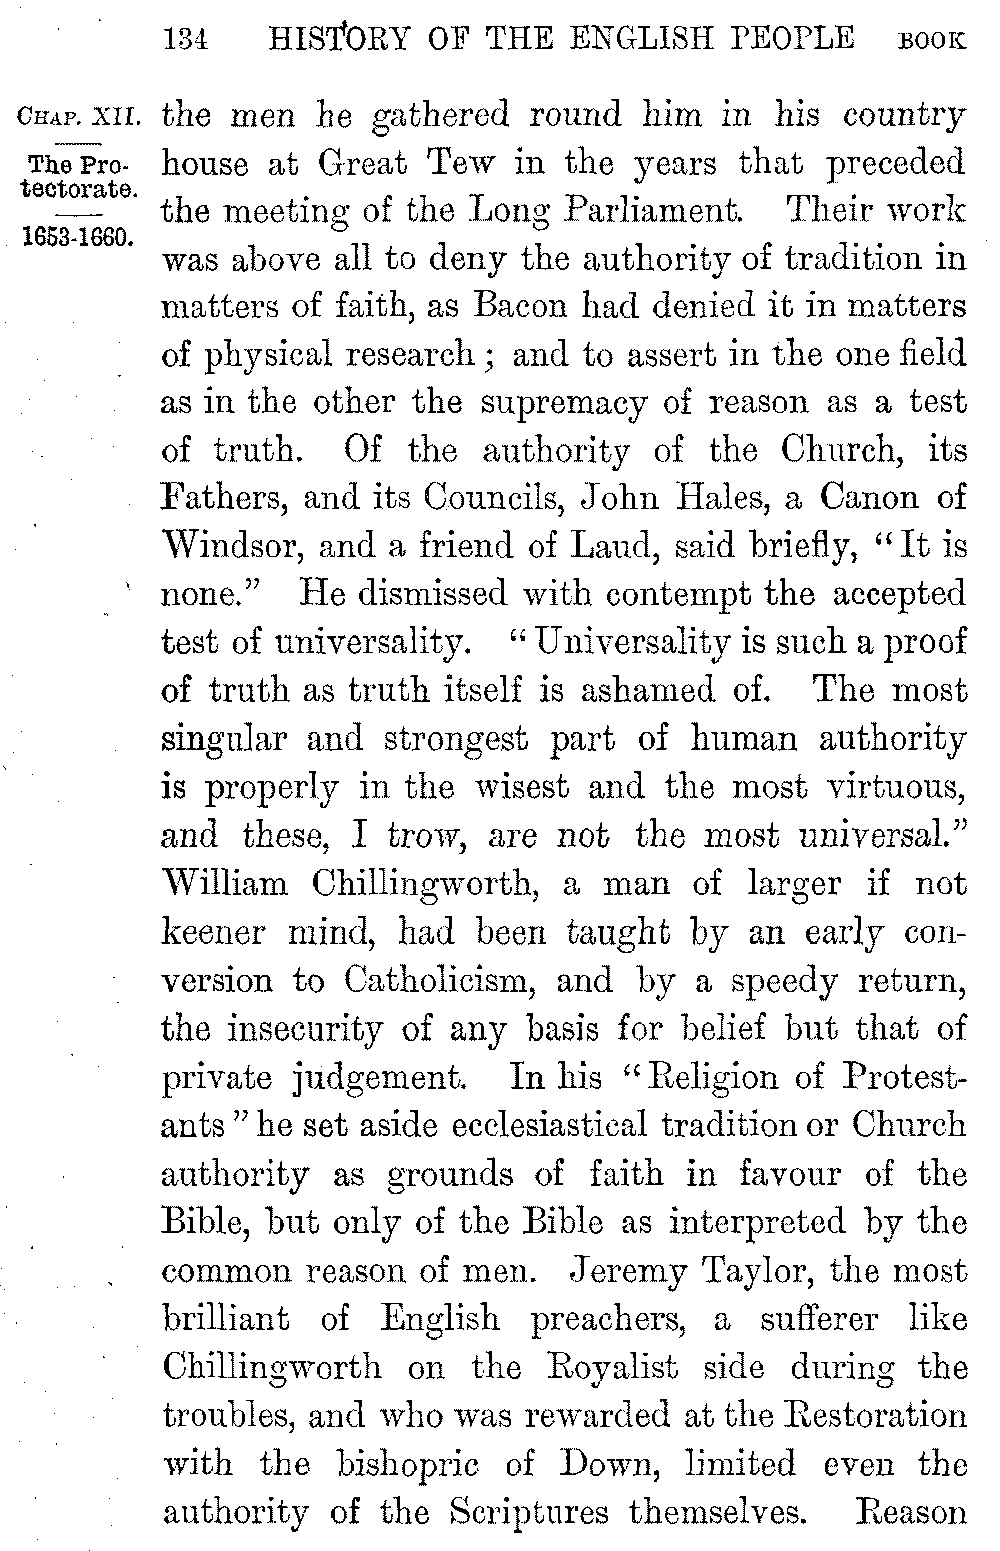 134 HISTORY OF THE ENGLISH PEOPLE BOOK
CHAP. XII.
The Pro-
tectorate.
1653-1660.
the men he gathered round him in his country
house at Great Tew in the years that preceded
the meeting of the Long Parliament. Their work
was above all to deny the authority of tradition in
matters of faith, as Bacon had denied it in matters
of physical research; and to assert in the one field
as in the other the supremacy of reason as a test
of truth. Of the authority of the Church, its
Fathers, and its Councils, John Hales, a Canon of
Windsor, and a friend of Laud, said briefly, "It is
none." He dismissed with contempt the accepted
test of universality. "Universality is such a proof
of truth as truth itself is ashamed of. The most
singular and strongest part of human authority
is properly in the wisest and the most virtuous,
and these, I trow, are not the most universal."
William Chillingworth, a man of larger if not
keener mind, had been taught by an early con-
version to Catholicism, and by a speedy return,
the insecurity of any basis for belief but that of
private judgement. In his "Religion of Protest-
ants" he set aside ecclesiastical tradition or Church
authority as grounds of faith in favour of the
Bible, but only of the Bible as interpreted by the
common reason of men. Jeremy Taylor, the most
brilliant of English preachers, a sufferer like
Chillingworth on the Royalist side during the
troubles, and who was rewarded at the Restoration
with the bishopric of Down, limited even the
authority of the Scriptures themselves. Reason